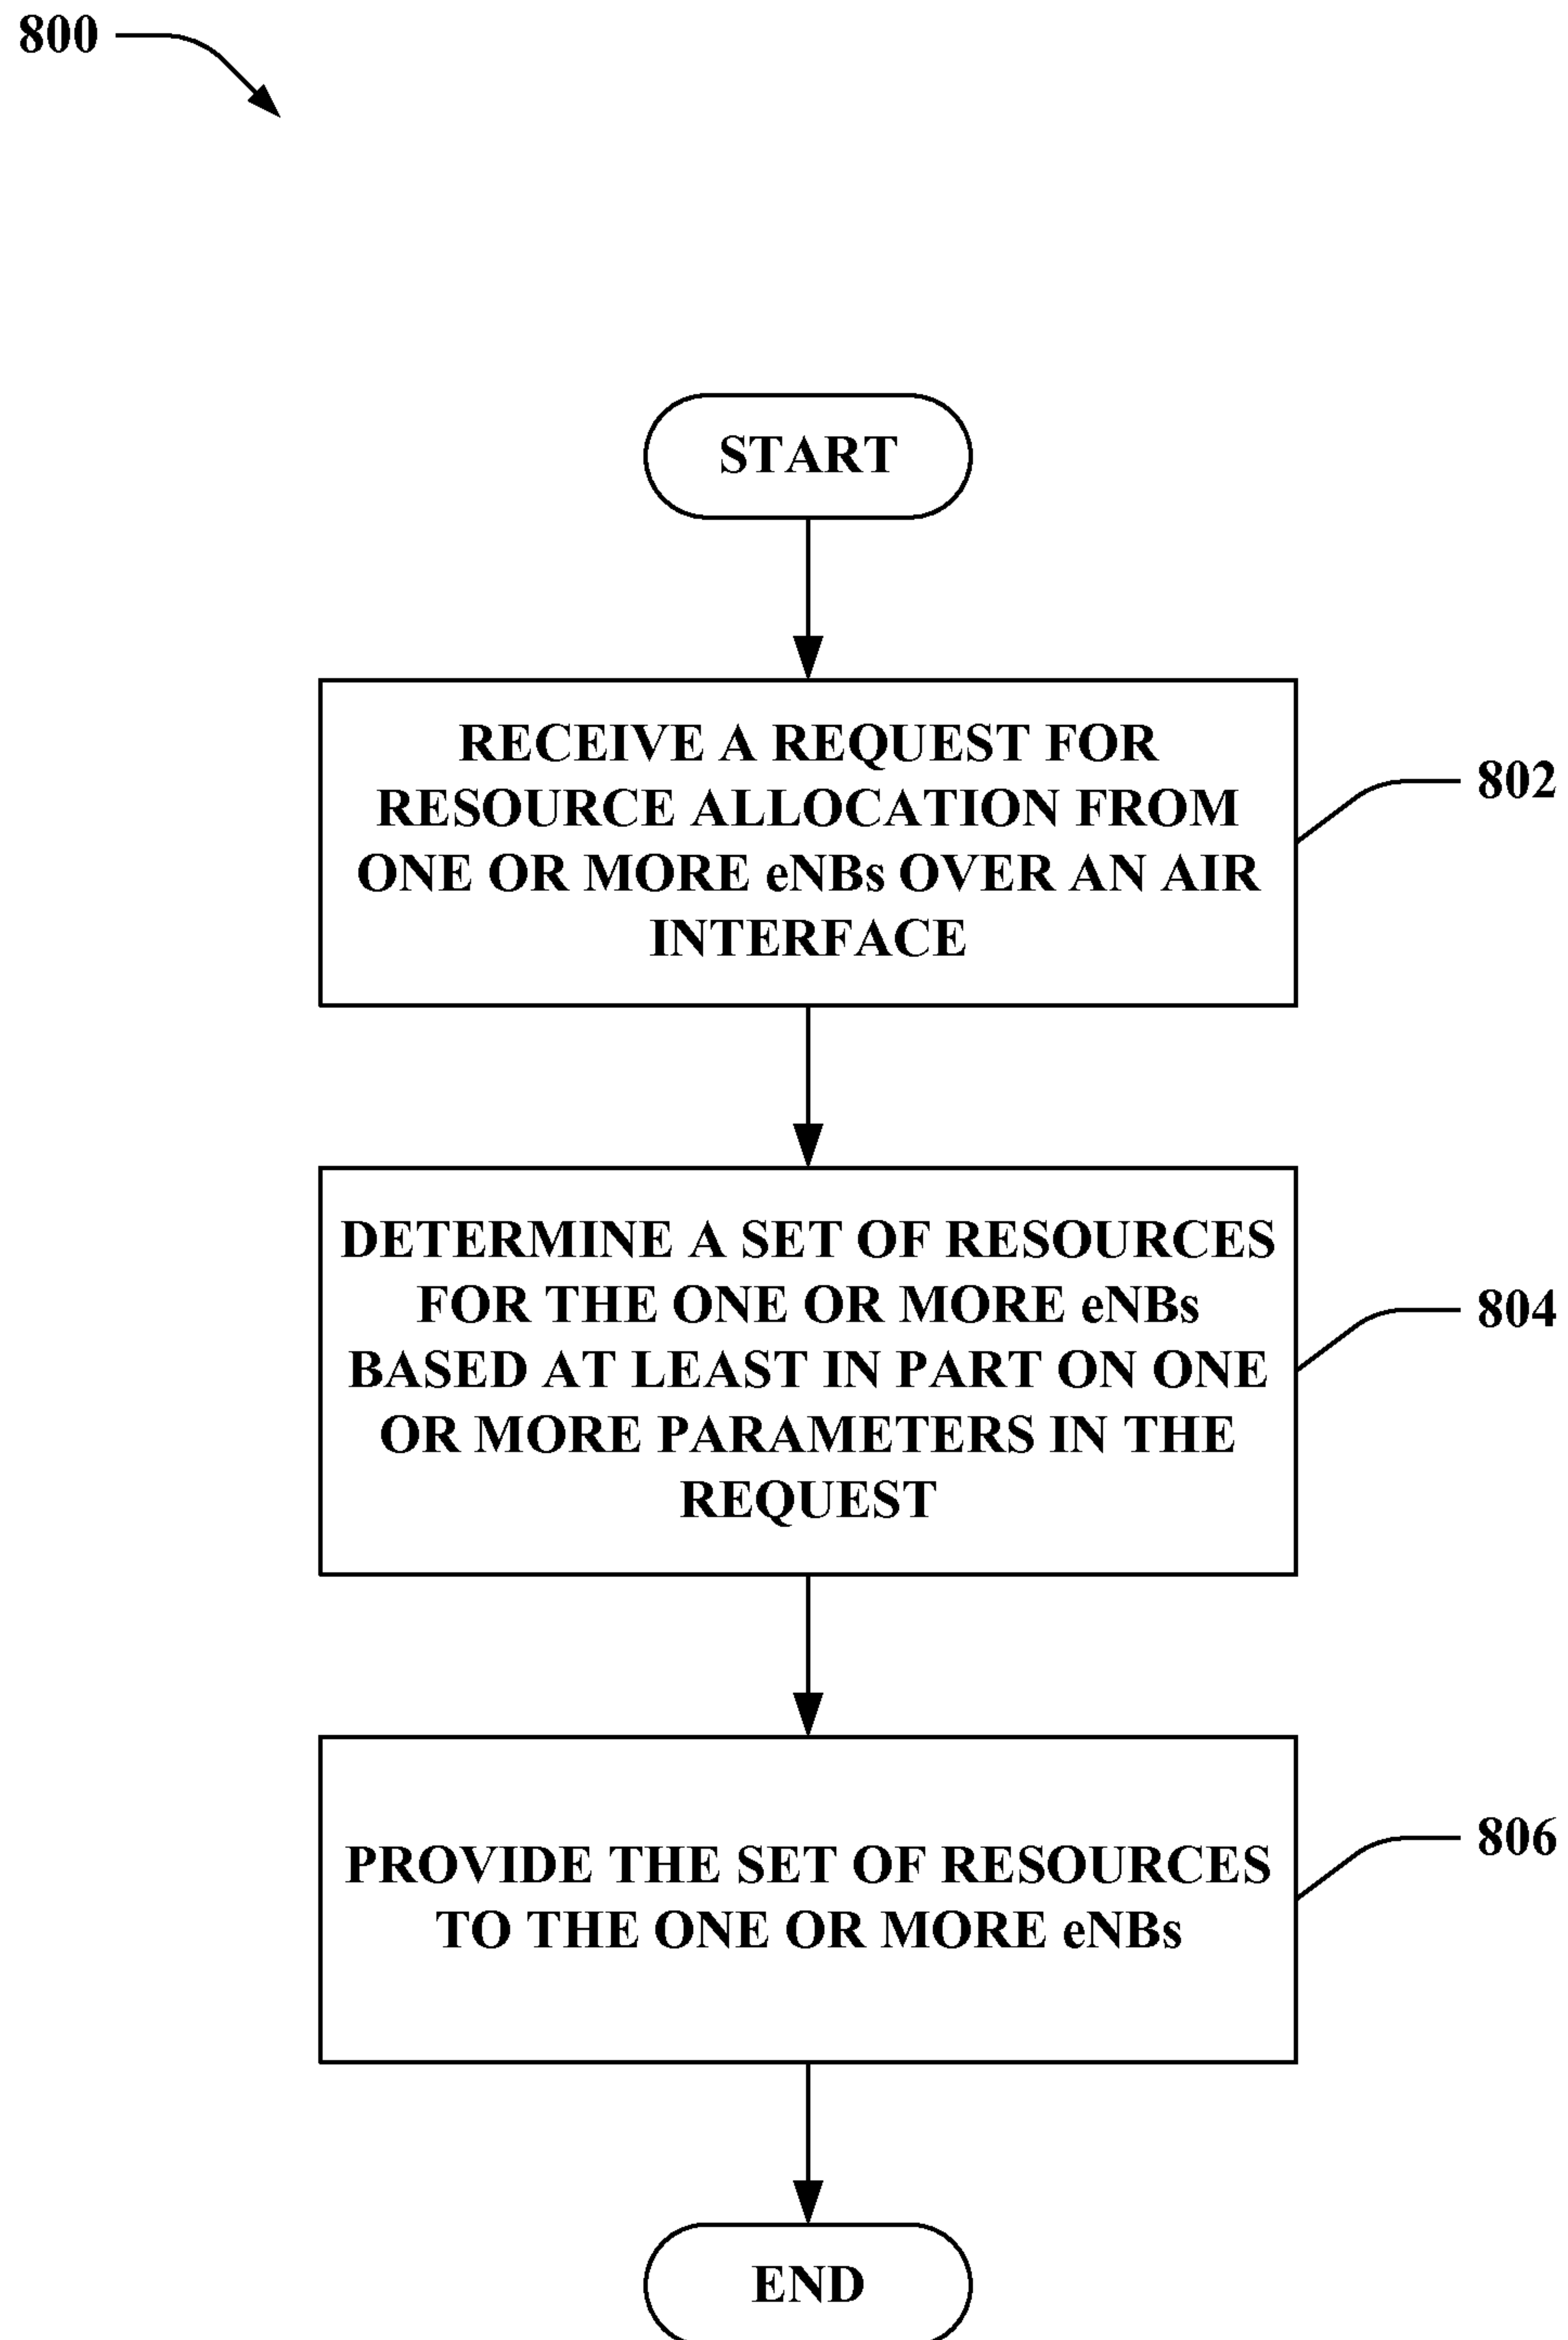 800
START
RECEIVE A REQUEST FOR
RESOURCE ALLOCATION FROM
ONE OR MORE eNBs OVER AN AIR
INTERFACE
802
DETERMINE A SET OF RESOURCES
FOR THE ONE OR MORE eNBs
BASED AT LEAST IN PART ON ONE
OR MORE PARAMETERS IN THE
REQUEST
804
PROVIDE THE SET OF RESOURCES
TO THE ONE OR MORE eNBs
806
END